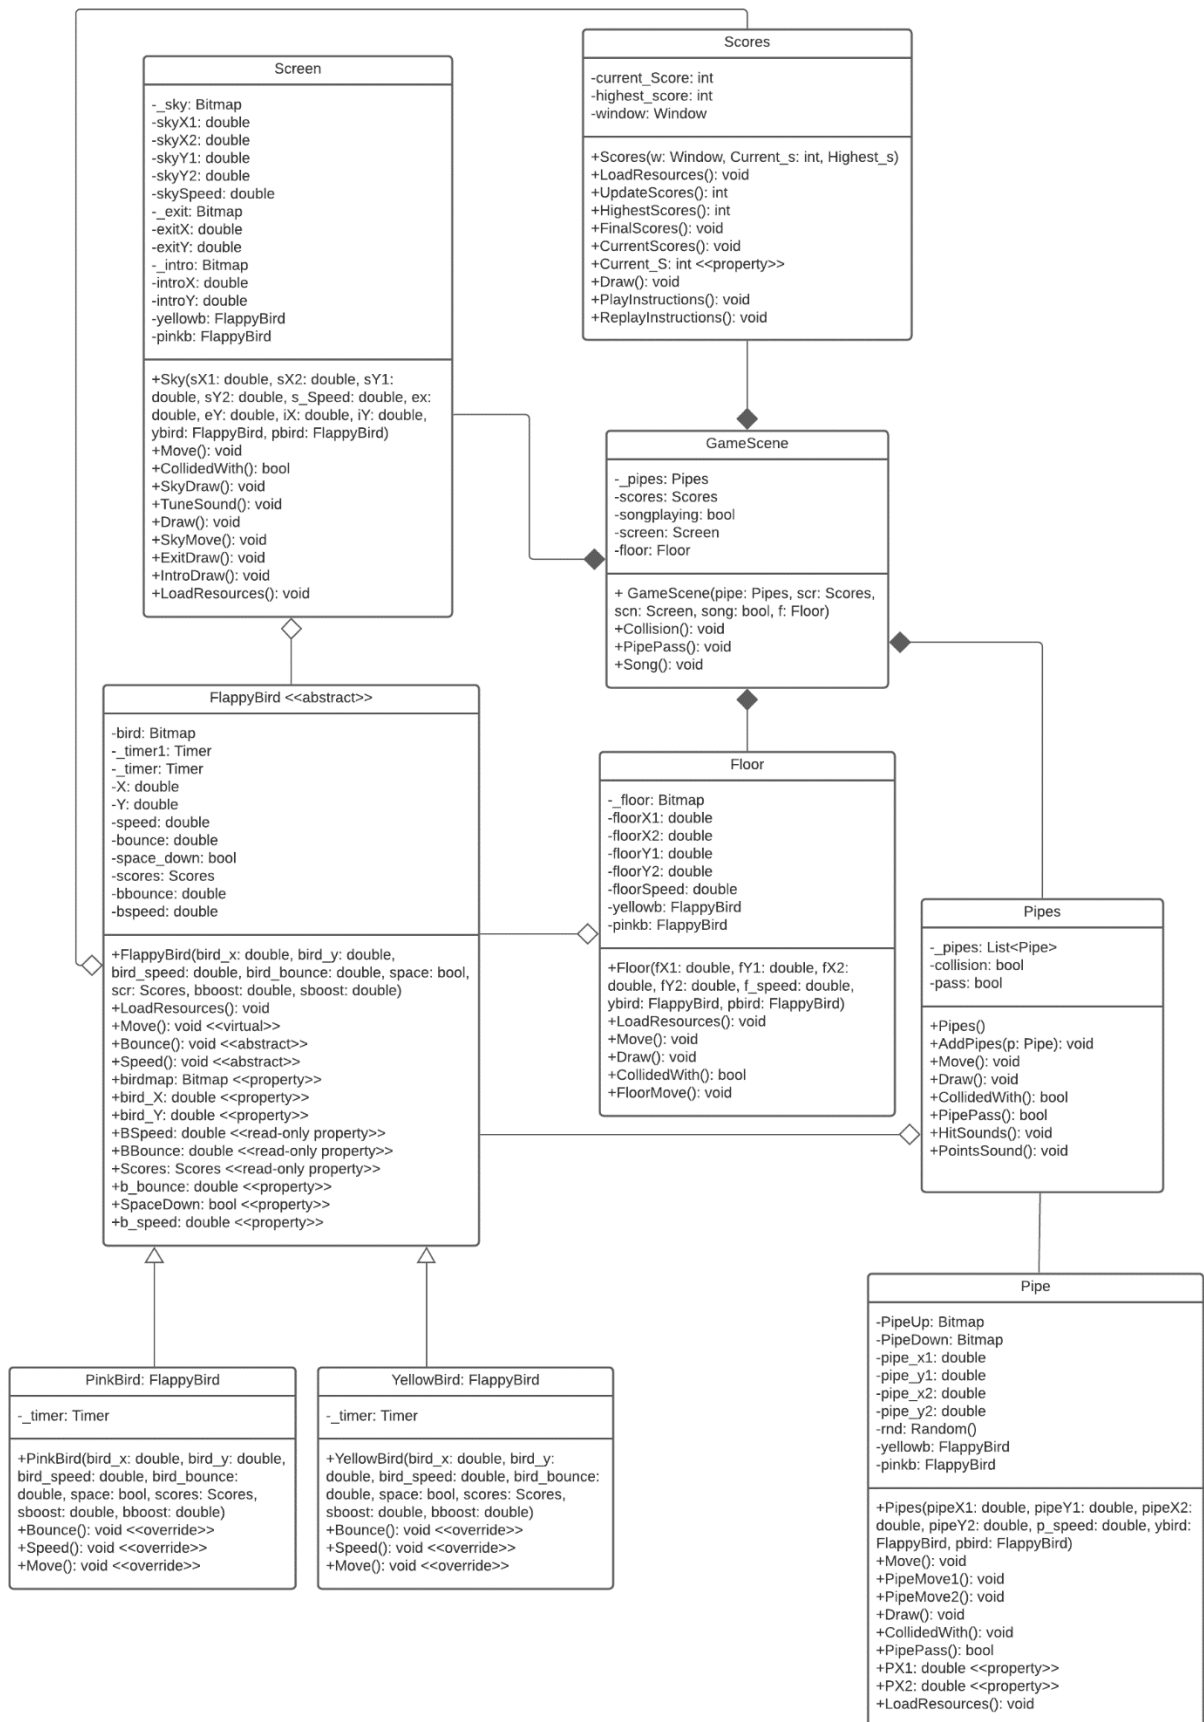 Scores
-current_Score: int
-highest_score: int
-window: Window
+Scores(w: Window, Current_s: int, Highest_s)
+LoadResources(): void
+UpdateScores(): int
+HighestScores(): int
+FinalScores(): void
+CurrentScores(): void
+Current_S: int <<property>>
+Draw(): void
+PlayInstructions(): void
+ReplayInstructions(): void
Screen
-_sky: Bitmap
-skyX1: double
-skyX2: double
-skyY1: double
-skyY2: double
-skySpeed: double
-_exit: Bitmap
-exitX: double
-exitY: double
-_intro: Bitmap
-introX: double
-introY: double
-yellowb: FlappyBird
-pinkb: FlappyBird
+Sky(sX1: double, sX2: double, sY1:
double, sY2: double, s_Speed: double, ex:
double, eY: double, iX: double, iY: double,
ybird: FlappyBird, pbird: FlappyBird)
+Move(): void
+CollidedWith(): bool
+SkyDraw(): void
+TuneSound(): void
+Draw(): void
+SkyMove(): void
+ExitDraw(): void
+IntroDraw(): void
+LoadResources(): void
GameScene
-_pipes: Pipes
-scores: Scores
-songplaying: bool
-screen: Screen
-floor: Floor
+ GameScene(pipe: Pipes, scr: Scores,
scn: Screen, song: bool, f: Floor)
+Collision(): void
+PipePass(): void
+Song(): void
FlappyBird <<abstract>>
-bird: Bitmap
-_timer1: Timer
-_timer: Timer
-X: double
-Y: double
-speed: double
-bounce: double
-space_down: bool
-scores: Scores
-bbounce: double
-bspeed: double
+FlappyBird(bird_x: double, bird_y: double,
bird_speed: double, bird_bounce: double, space: bool,
scr: Scores, bboost: double, sboost: double)
+LoadResources(): void
+Move(): void <<virtual>>
+Bounce(): void <<abstract>>
+Speed(): void <<abstract>>
+birdmap: Bitmap <<property>>
+bird_X: double <<property>>
+bird_Y: double <<property>>
+BSpeed: double <<read-only property>>
+BBounce: double <<read-only property>>
+Scores: Scores <<read-only property>>
+b_bounce: double <<property>>
+SpaceDown: bool <<property>>
+b_speed: double <<property>>
Floor
-_floor: Bitmap
-floorX1: double
-floorX2: double
-floorY1: double
-floorY2: double
-floorSpeed: double
-yellowb: FlappyBird
-pinkb: FlappyBird
+Floor(fX1: double, fY1: double, fX2:
double, fY2: double, f_speed: double,
ybird: FlappyBird, pbird: FlappyBird)
+LoadResources(): void
+Move(): void
+Draw(): void
+CollidedWith(): bool
+FloorMove(): void
Pipes
-_pipes: List<Pipe>
-collision: bool
-pass: bool
+Pipes()
+AddPipes(p: Pipe): void
+Move(): void
+Draw(): void
+CollidedWith(): bool
+PipePass(): bool
+HitSounds(): void
+PointsSound(): void
PinkBird: FlappyBird
-_timer: Timer
+PinkBird(bird_x: double, bird_y: double,
bird_speed: double, bird_bounce:
double, space: bool, scores: Scores,
sboost: double, bboost: double)
+Bounce(): void <<override>>
+Speed(): void <<override>>
+Move(): void <<override>>
YellowBird: FlappyBird
-_timer: Timer
+YellowBird(bird_x: double, bird_y:
double, bird_speed: double, bird_bounce:
double, space: bool, scores: Scores,
sboost: double, bboost: double)
+Bounce(): void <<override>>
+Speed(): void <<override>>
+Move(): void <<override>>
Pipe
-PipeUp: Bitmap
-PipeDown: Bitmap
-pipe_x1: double
-pipe_y1: double
-pipe_x2: double
-pipe_y2: double
-rnd: Random()
-yellowb: FlappyBird
-pinkb: FlappyBird
+Pipes(pipeX1: double, pipeY1: double, pipeX2:
double, pipeY2: double, p_speed: double, ybird:
FlappyBird, pbird: FlappyBird)
+Move(): void
+PipeMove1(): void
+PipeMove2(): void
+Draw(): void
+CollidedWith(): void
+PipePass(): bool
+PX1: double <<property>>
+PX2: double <<property>>
+LoadResources(): void